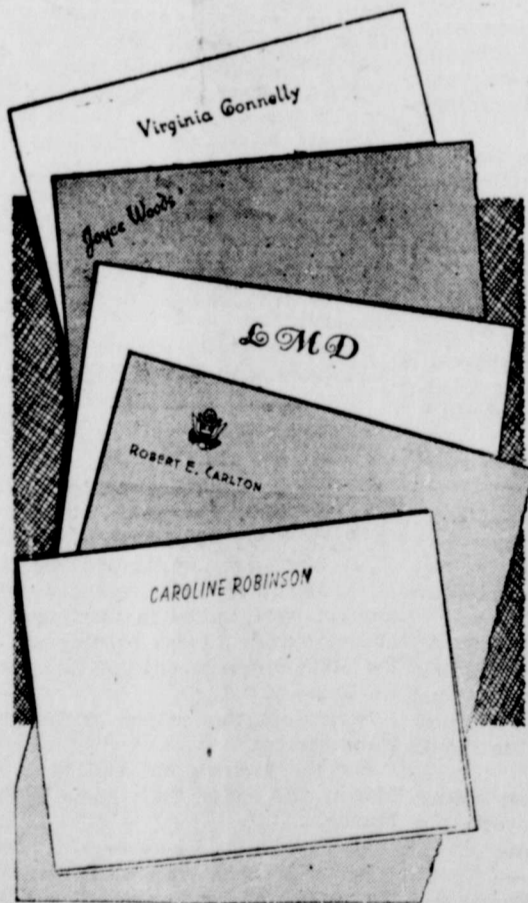 Virginia Connelly
Joyce Woods
LMD
ROBERT E. CARLTON
CAROLINE ROBINSON